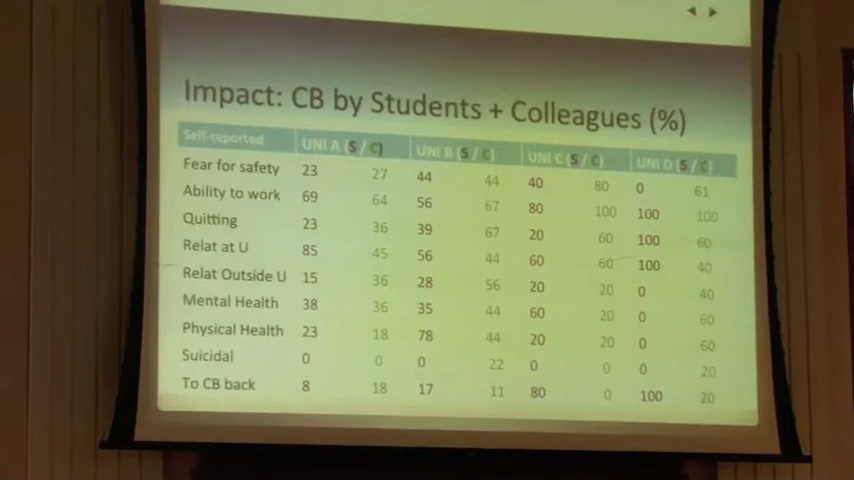 Impact: CB by Students + Colleagues (%)
Self-reported UNI A (S / C) UNI B (S / C) UNI C (S / C) UNI D (S / C)
Fear for safety 23 27 44 44 40 80 0 61
Ability to work 69 64 56 67 80 100 100 100
Quitting 23 36 39 67 20 60 100 60
Relat at U 85 45 56 44 60 60 100 40
Relat Outside U 15 36 28 56 20 20 0 40
Mental Health 38 36 35 44 60 20 0 60
Physical Health 23 18 78 44 20 20 0 60
Suicidal 0 0 0 22 0 0 0 20
To CB back 8 18 17 11 80 0 100 20